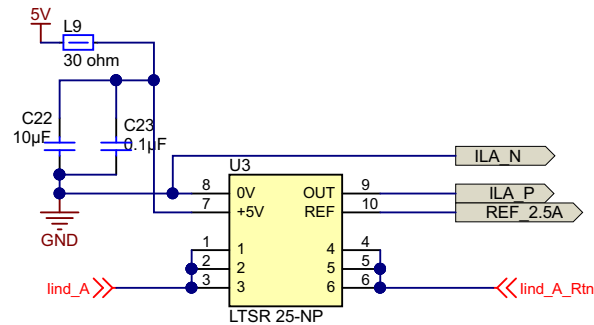 5V
L9
30 ohm
C22
10µF
C23
0.1µF
GND
U3
8 0V OUT 9
7 +5V REF 10
1 1 4 4
2 2 5 5
3 3 6 6
LTSR 25-NP
ILA_N
ILA_P
REF_2.5A
Iind_A
Iind_A_Rtn